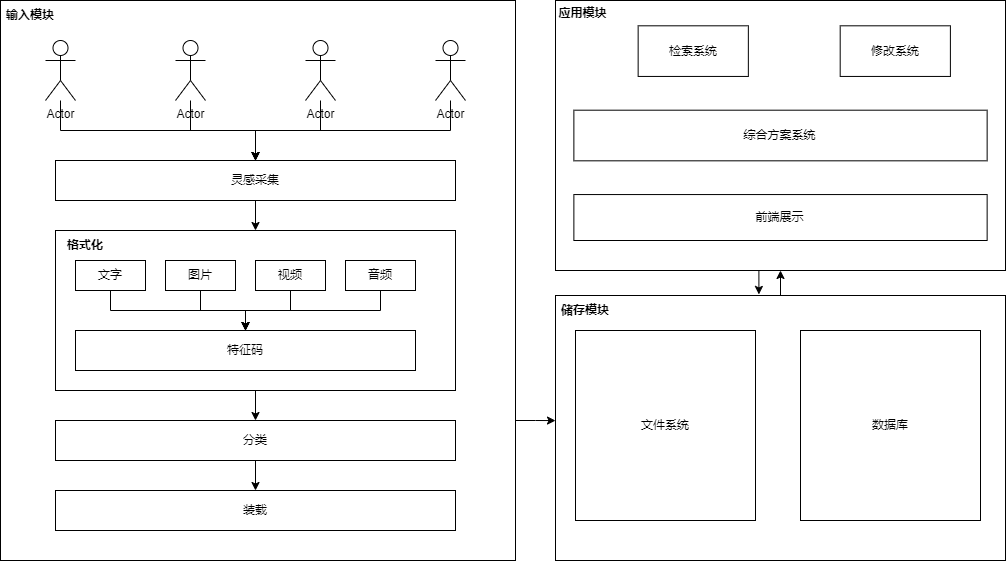 输入模块
Actor
Actor
Actor
Actor
灵感采集
格式化
文字
图片
视频
音频
特征码
分类
装载
应用模块
检索系统
修改系统
综合方案系统
前端展示
储存模块
文件系统
数据库